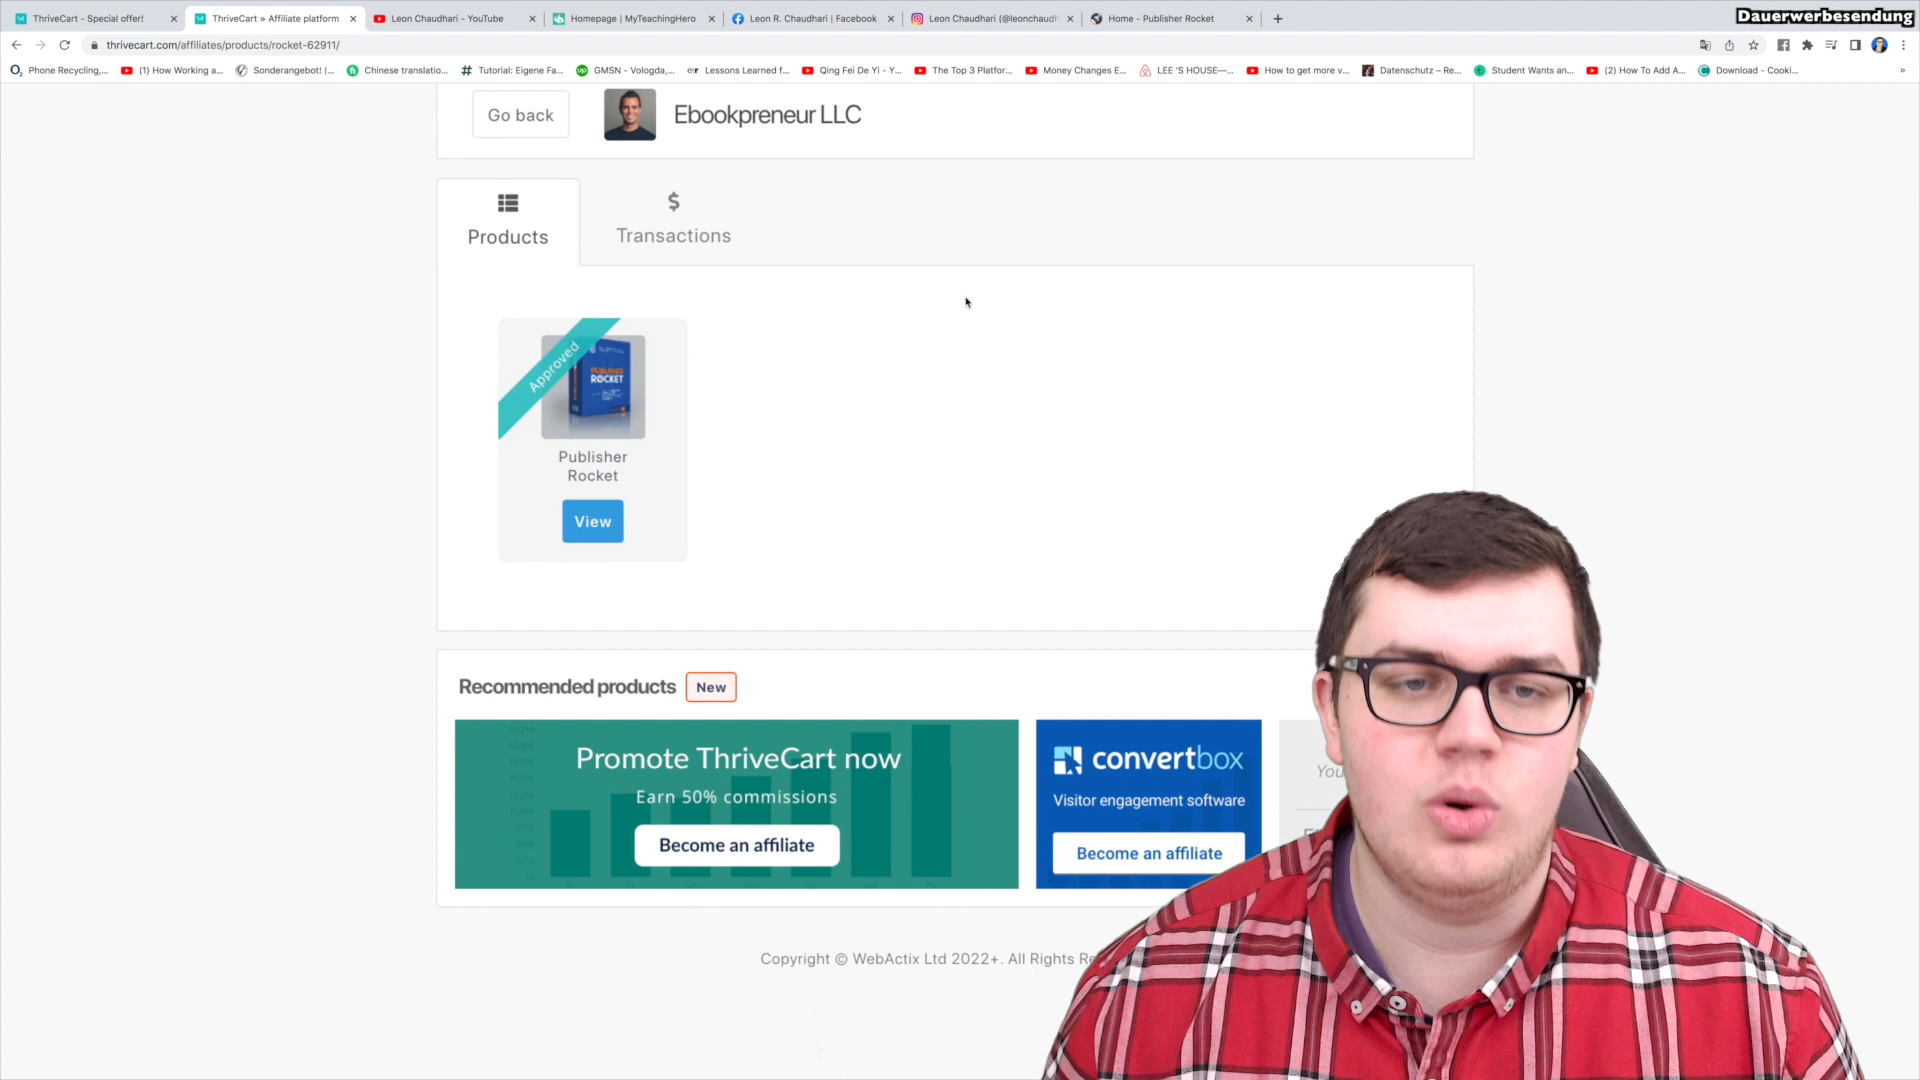 ThriveCart - Special offer!
ThriveCart » Affiliate platform
Leon Chaudhari - YouTube
Homepage | MyTeachingHero
Leon R. Chaudhari | Facebook
Leon Chaudhari (@leonchaudh
Home - Publisher Rocket
Dauerwerbesendung
thrivecart.com/affiliates/products/rocket-62911/
Phone Recycling,...
(1) How Working a...
Sonderangebot! |...
Chinese translatio...
Tutorial: Eigene Fa...
GMSN - Vologda,...
Lessons Learned f...
Qing Fei De Yi - Y...
The Top 3 Platfor...
Money Changes E...
LEE 'S HOUSE—...
How to get more v...
Datenschutz – Re...
Student Wants an...
(2) How To Add A...
Download - Cooki...
Go back
Ebookpreneur LLC
Products
Transactions
Approved
PUBLISHER
ROCKET
Publisher
Rocket
View
Recommended products
New
Promote ThriveCart now
Earn 50% commissions
Become an affiliate
convertbox
Visitor engagement software
Become an affiliate
You
Copyright © WebActix Ltd 2022+. All Rights Re